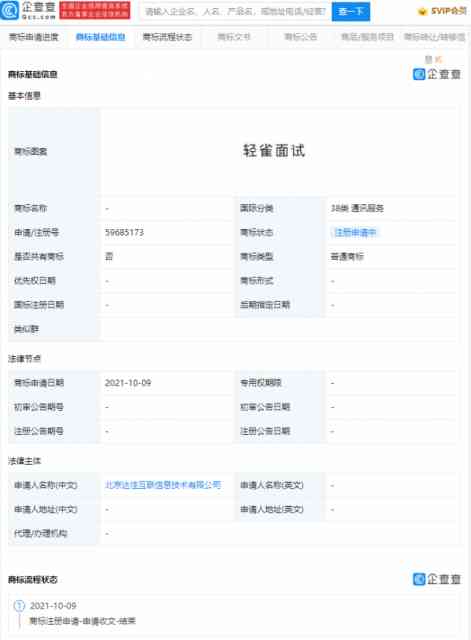 企查查
Qcc.com
全国企业信用查询系统
官方备案企业征信机构
请输入企业名、人名、产品名、或地址电话/经营范
查一下
SVIP会员
商标申请进度
商标基础信息
商标流程状态
商标文书
商标公告
商品/服务项目
商标转让/转移信
息
商标基础信息
企查查
基本信息
商标图案
轻雀面试
商标名称 - 国际分类 38类 通讯服务
申请/注册号 59685173 商标状态 注册申请中
是否共有商标 否 商标类型 普通商标
优先权日期 - 商标形式 -
国际注册日期 - 后期指定日期 -
类似群
法律节点
商标申请日期 2021-10-09 专用权期限 -
初审公告期号 - 初审公告日期 -
注册公告期号 - 注册公告日期 -
法律主体
申请人名称(中文) 北京达佳互联信息技术有限公司 申请人名称(英文) -
申请人地址(中文) - 申请人地址(英文) -
代理/办理机构 -
商标流程状态
企查查
1 2021-10-09
商标注册申请-申请收文-结束